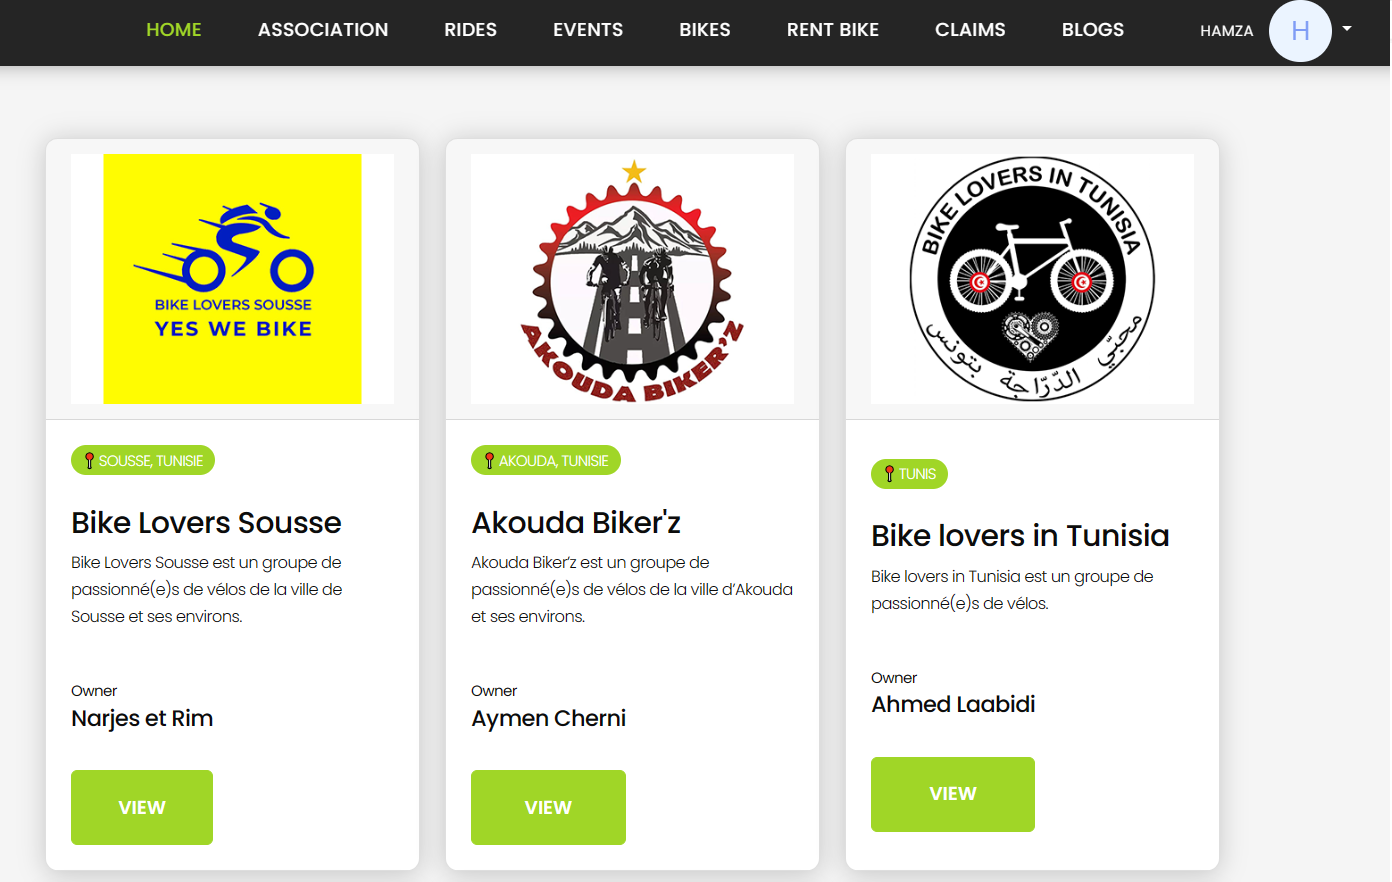 HOME ASSOCIATION RIDES EVENTS BIKES RENT BIKE CLAIMS BLOGS HAMZA H
BIKE LOVERS SOUSSE
YES WE BIKE
SOUSSE, TUNISIE
Bike Lovers Sousse
Bike Lovers Sousse est un groupe de
passionné(e)s de vélos de la ville de
Sousse et ses environs.
Owner
Narjes et Rim
VIEW
AKOUDA BIKER'Z
AKOUDA, TUNISIE
Akouda Biker'z
Akouda Biker’z est un groupe de
passionné(e)s de vélos de la ville d’Akouda
et ses environs.
Owner
Aymen Cherni
VIEW
BIKE LOVERS IN TUNISIA
محبّي الدّرّاجة بتونس
TUNIS
Bike lovers in Tunisia
Bike lovers in Tunisia est un groupe de
passionné(e)s de vélos.
Owner
Ahmed Laabidi
VIEW